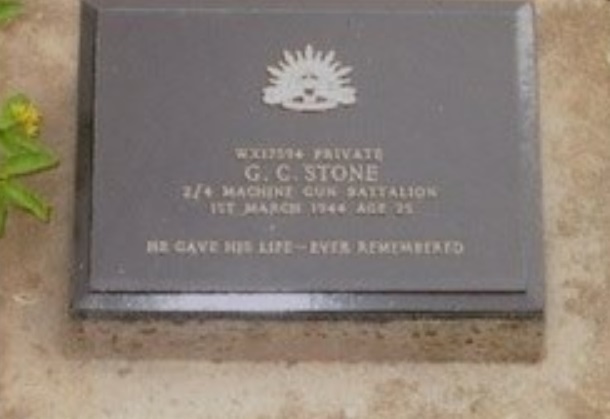 WX17594 PRIVATE
G. C. STONE
2/4 MACHINE GUN BATTALION
1ST MARCH 1944 AGE 25
HE GAVE HIS LIFE—EVER REMEMBERED